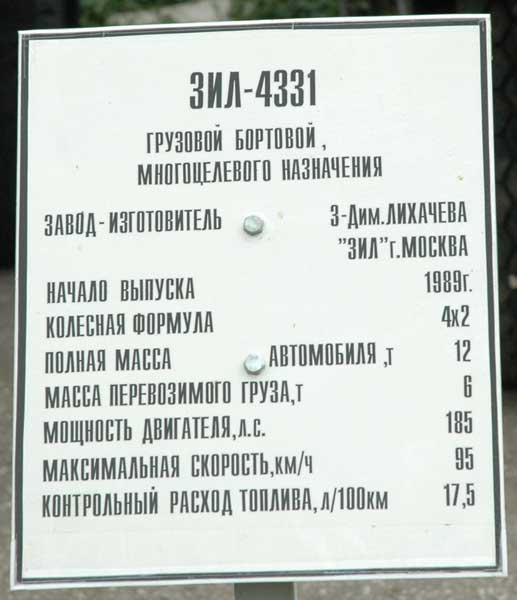 ЗИЛ-4331
ГРУЗОВОЙ БОРТОВОЙ,
МНОГОЦЕЛЕВОГО НАЗНАЧЕНИЯ
ЗАВОД-ИЗГОТОВИТЕЛЬ З-Дим.ЛИХАЧЕВА
"ЗИЛ"г.МОСКВА
НАЧАЛО ВЫПУСКА 1989г.
КОЛЕСНАЯ ФОРМУЛА 4х2
ПОЛНАЯ МАССА АВТОМОБИЛЯ,т 12
МАССА ПЕРЕВОЗИМОГО ГРУЗА,т 6
МОЩНОСТЬ ДВИГАТЕЛЯ,л.с. 185
МАКСИМАЛЬНАЯ СКОРОСТЬ,км/ч 95
КОНТРОЛЬНЫЙ РАСХОД ТОПЛИВА,л/100км 17,5